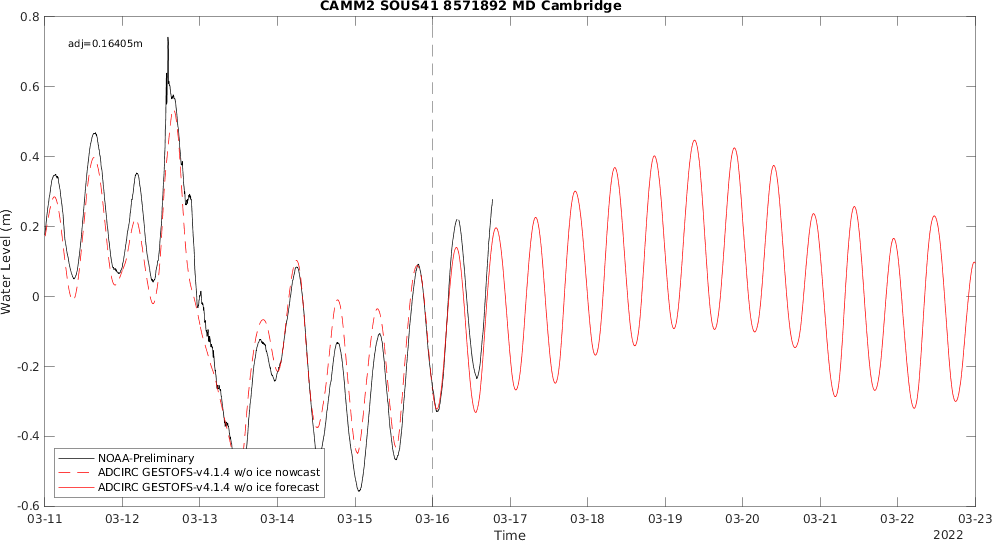 CAMM2 SOUS41 8571892 MD Cambridge
adj=0.16405m
0.8
0.6
0.4
0.2
0
-0.2
-0.4
-0.6
Water Level (m)
NOAA-Preliminary
ADCIRC GESTOFS-v4.1.4 w/o ice nowcast
ADCIRC GESTOFS-v4.1.4 w/o ice forecast
03-11 03-12 03-13 03-14 03-15 03-16 03-17 03-18 03-19 03-20 03-21 03-22 03-23
Time
2022